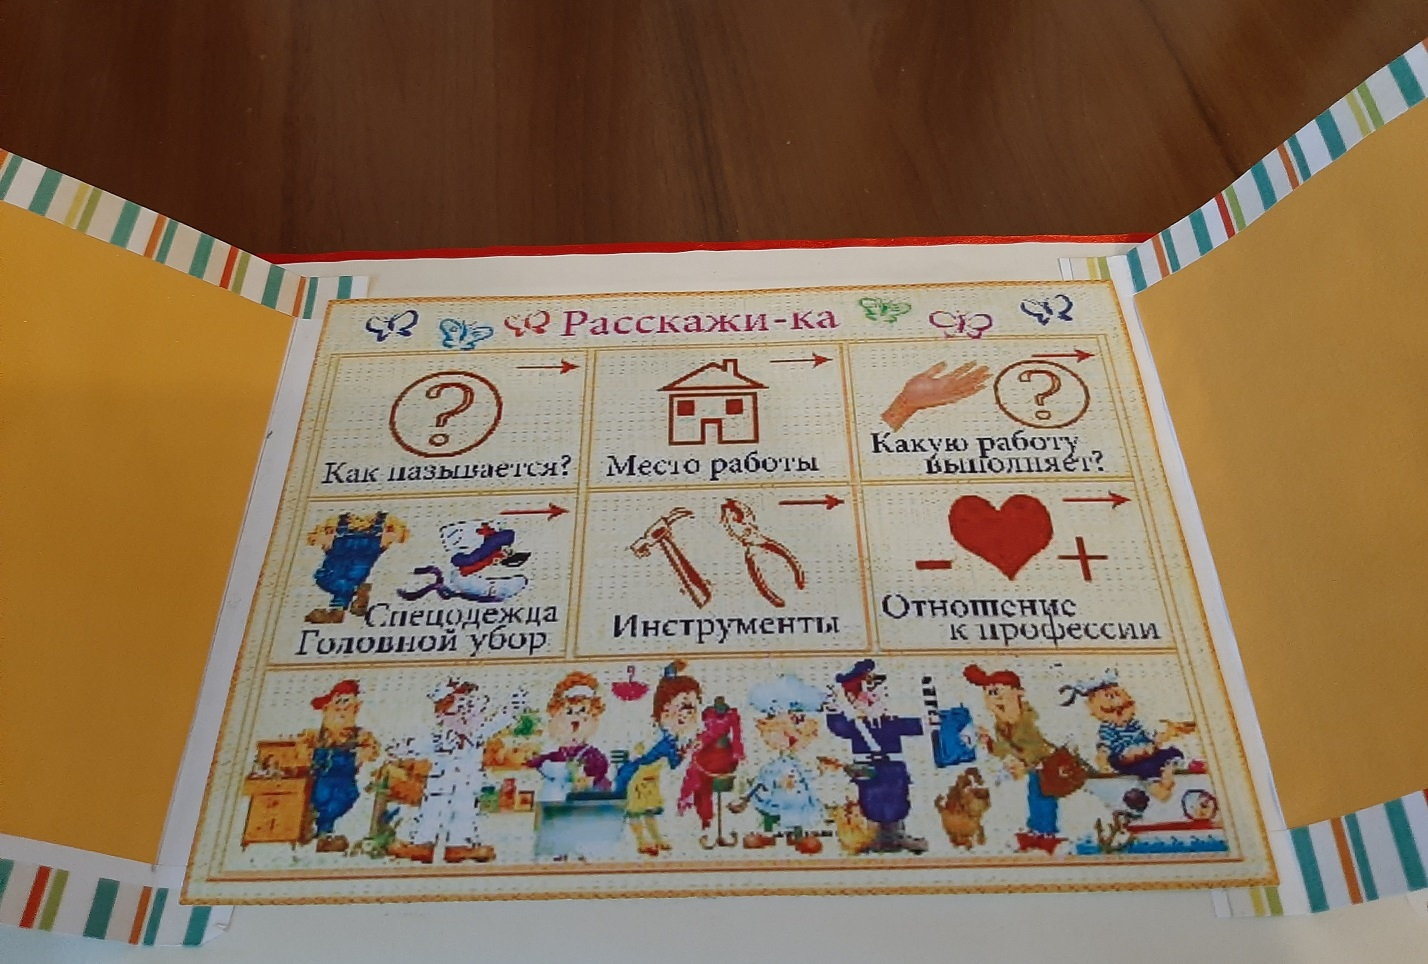 Расскажи-ка
Как называется?
Место работы
Какую работу
выполняет?
Спецодежда
Головной убор
Инструменты
Отношение
к профессии